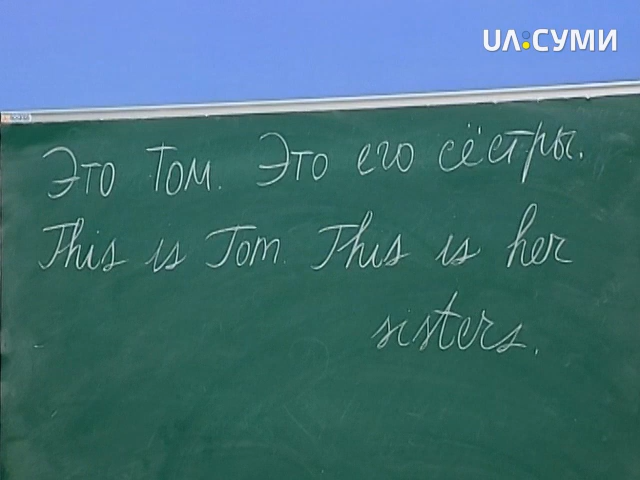 UA:СУМИ
Это Том. Это его сёстры.
This is Tom. This is her
sisters.